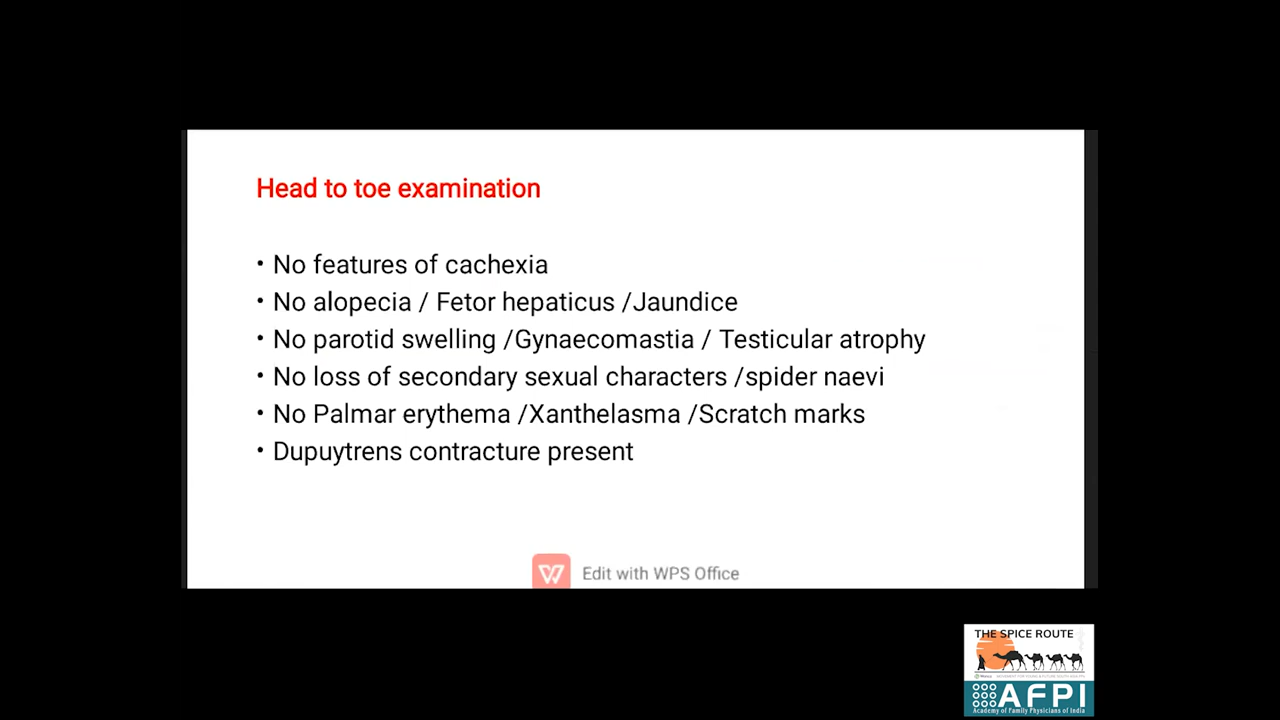 Head to toe examination
• No features of cachexia
• No alopecia / Fetor hepaticus /Jaundice
• No parotid swelling /Gynaecomastia / Testicular atrophy
• No loss of secondary sexual characters /spider naevi
• No Palmar erythema /Xanthelasma /Scratch marks
• Dupuytrens contracture present
Edit with WPS Office
THE SPICE ROUTE
AFPI
Academy of Family Physicians of India